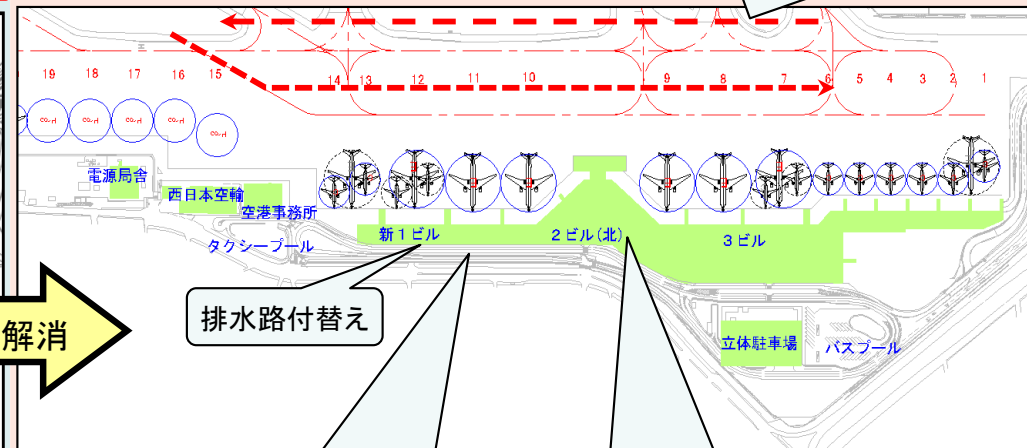 19 18 17 16 15 14 13 12 11 10 9 8 7 6 5 4 3 2 1
電源局舎
西日本空輸
空港事務所
タクシープール
新1ビル
2ビル(北)
3ビル
排水路付替え
解消
立体駐車場
バスプール